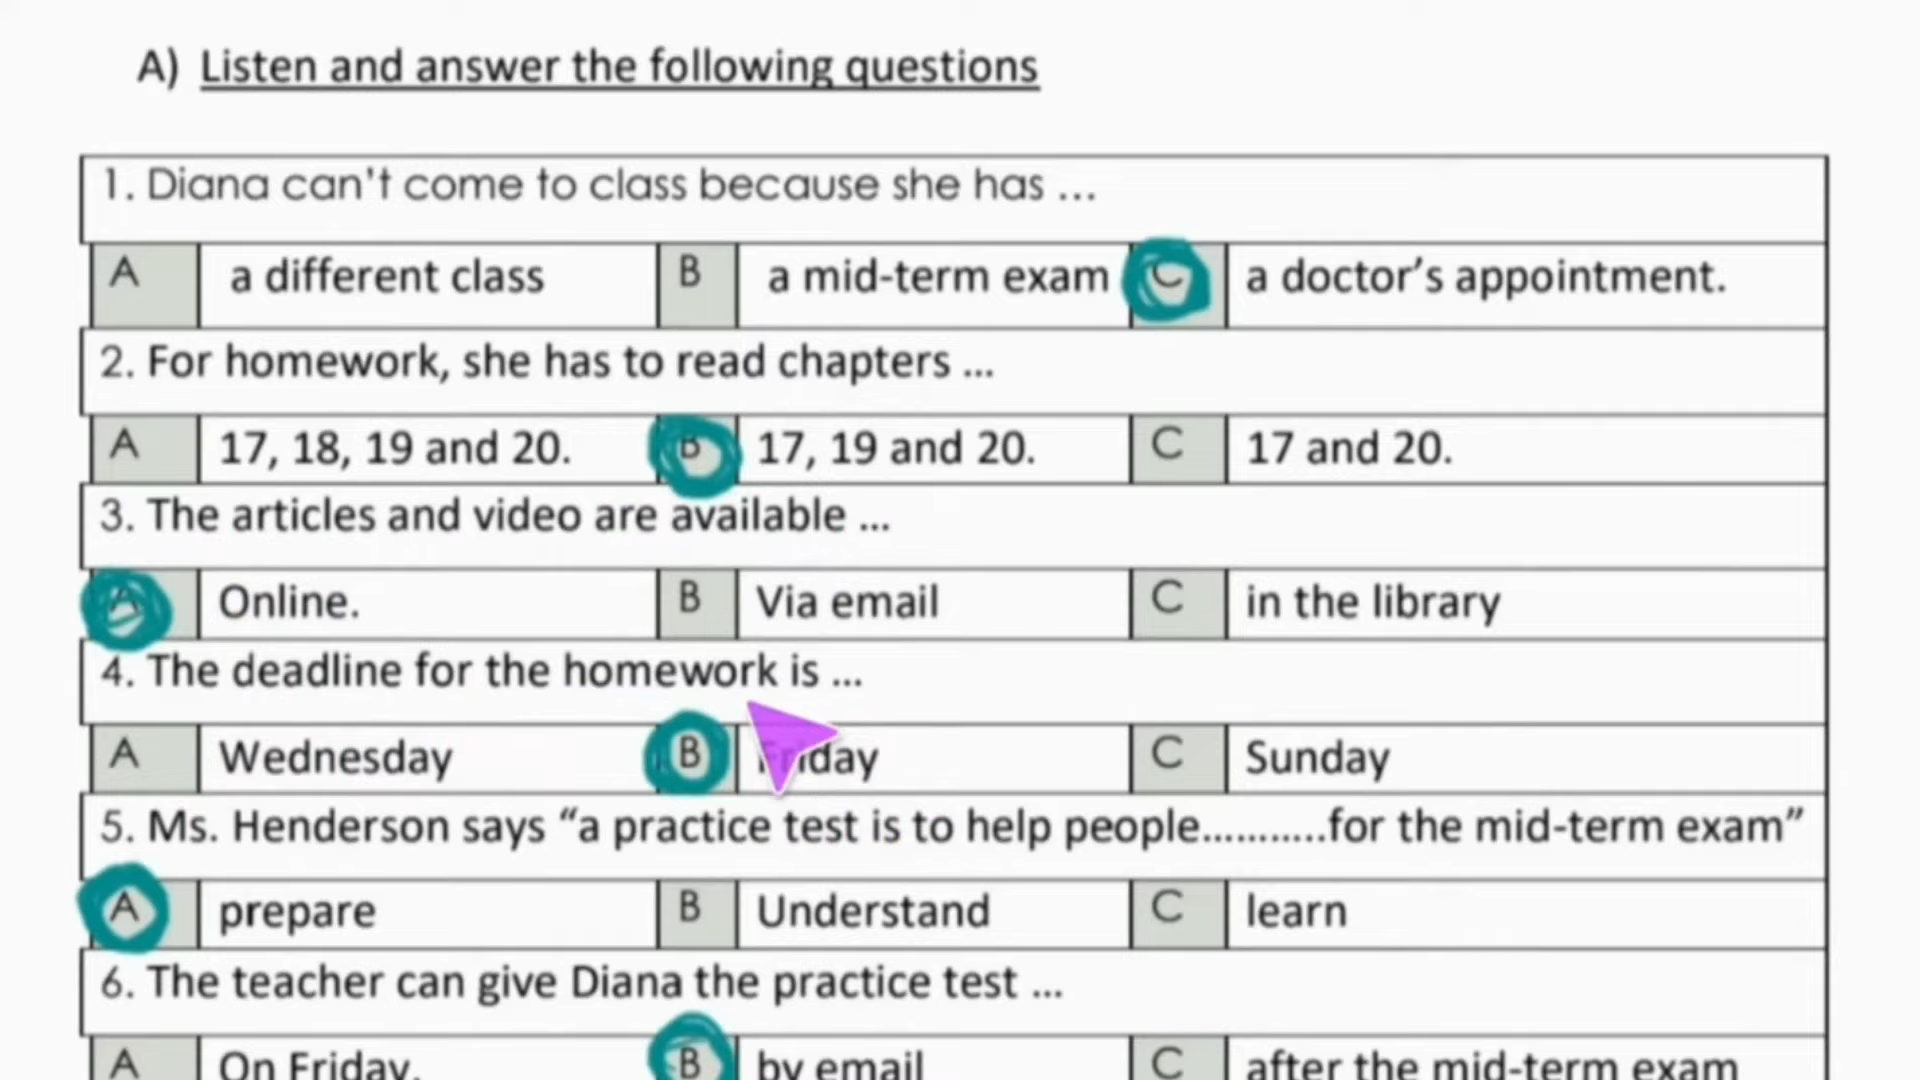 A) Listen and answer the following questions
1. Diana can't come to class because she has ...
A a different class B a mid-term exam C a doctor's appointment.
2. For homework, she has to read chapters ...
A 17, 18, 19 and 20. B 17, 19 and 20. C 17 and 20.
3. The articles and video are available ...
A Online. B Via email C in the library
4. The deadline for the homework is ...
A Wednesday B Friday C Sunday
5. Ms. Henderson says “a practice test is to help people...........for the mid-term exam”
A prepare B Understand C learn
6. The teacher can give Diana the practice test ...
A On Friday. B by email C after the mid-term exam